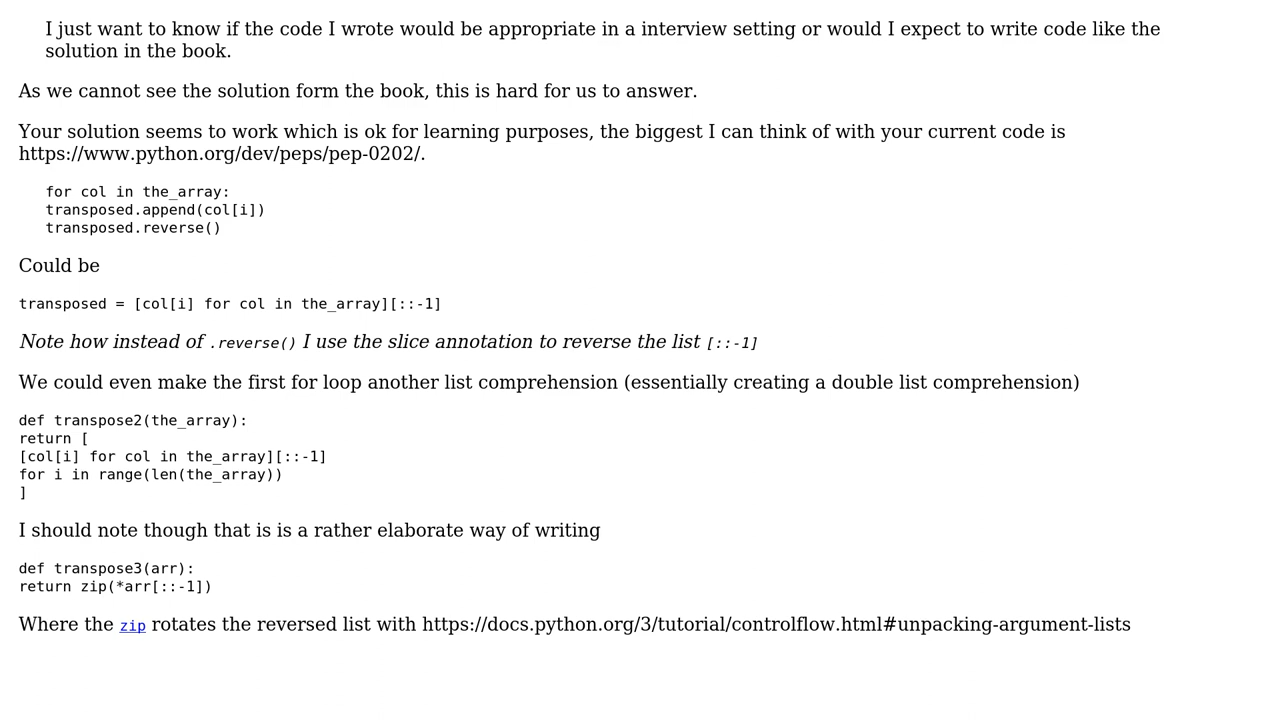 I just want to know if the code I wrote would be appropriate in a interview setting or would I expect to write code like the
solution in the book.
As we cannot see the solution form the book, this is hard for us to answer.
Your solution seems to work which is ok for learning purposes, the biggest I can think of with your current code is
https://www.python.org/dev/peps/pep-0202/.
for col in the_array:
transposed.append(col[i])
transposed.reverse()
Could be
transposed = [col[i] for col in the_array][::-1]
Note how instead of .reverse() I use the slice annotation to reverse the list [::-1]
We could even make the first for loop another list comprehension (essentially creating a double list comprehension)
def transpose2(the_array):
return [
[col[i] for col in the_array][::-1]
for i in range(len(the_array))
]
I should note though that is is a rather elaborate way of writing
def transpose3(arr):
return zip(*arr[::-1])
Where the zip rotates the reversed list with https://docs.python.org/3/tutorial/controlflow.html#unpacking-argument-lists